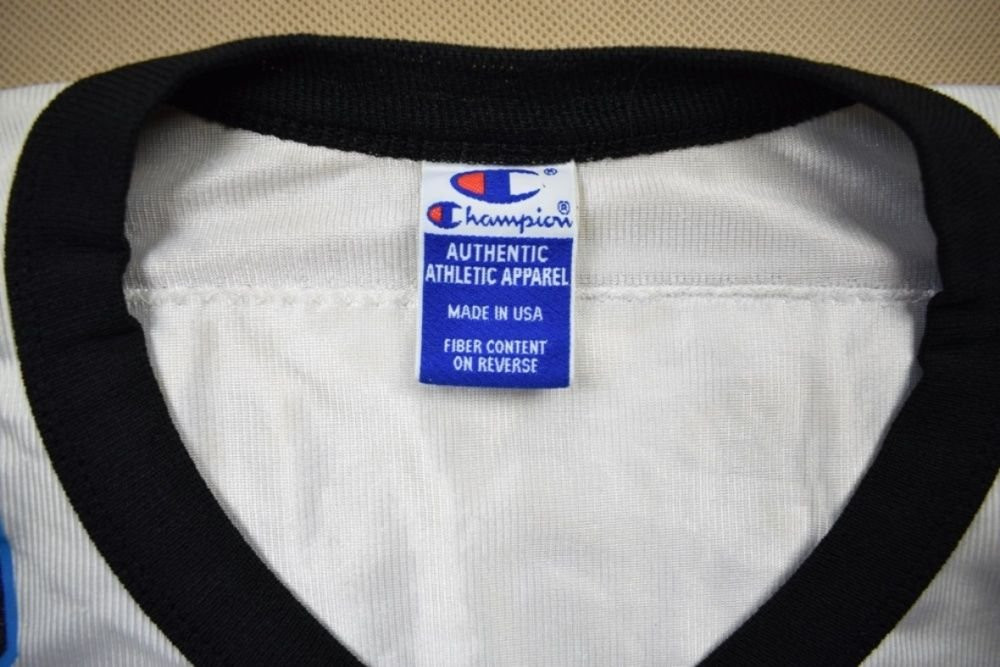 ®
Champion®
AUTHENTIC
ATHLETIC APPAREL
MADE IN USA
FIBER CONTENT
ON REVERSE